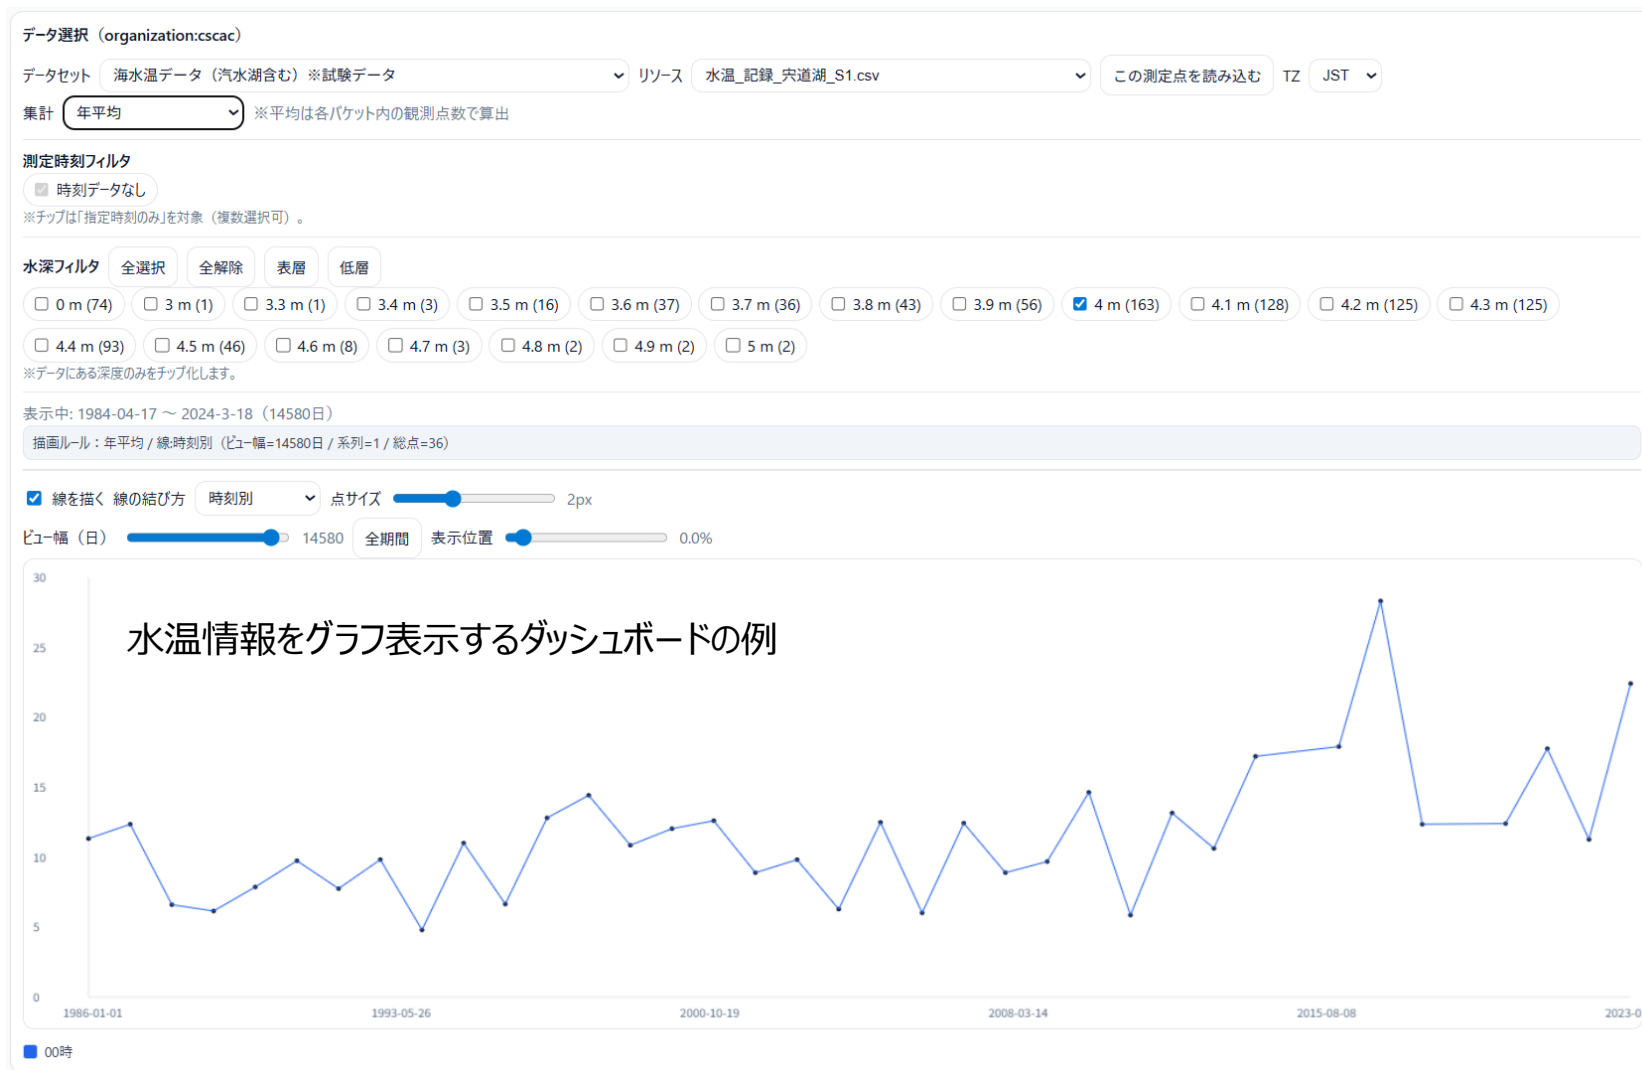 データ選択（organization:cscac）
データセット 海水温データ（汽水湖含む）※試験データ リソース 水温_記録_宍道湖_S1.csv この測定点を読み込む TZ JST
集計 年平均 ※平均は各バケット内の観測点数で算出
測定時刻フィルタ
時刻データなし
※チップは「指定時刻のみ」を対象（複数選択可）。
水深フィルタ 全選択 全解除 表層 低層
0 m (74) 3 m (1) 3.3 m (1) 3.4 m (3) 3.5 m (16) 3.6 m (37) 3.7 m (36) 3.8 m (43) 3.9 m (56) 4 m (163) 4.1 m (128) 4.2 m (125) 4.3 m (125)
4.4 m (93) 4.5 m (46) 4.6 m (8) 4.7 m (3) 4.8 m (2) 4.9 m (2) 5 m (2)
※データにある深度のみをチップ化します。
表示中: 1984-04-17 ～ 2024-3-18（14580日）
描画ルール：年平均 / 線:時刻別（ビュー幅=14580日 / 系列=1 / 総点=36）
線を描く 線の結び方 時刻別 点サイズ 2px
ビュー幅（日） 14580 全期間 表示位置 0.0%
30
水温情報をグラフ表示するダッシュボードの例
25
20
15
10
5
0
1986-01-01 1993-05-26 2000-10-19 2008-03-14 2015-08-08 2023-0
00時